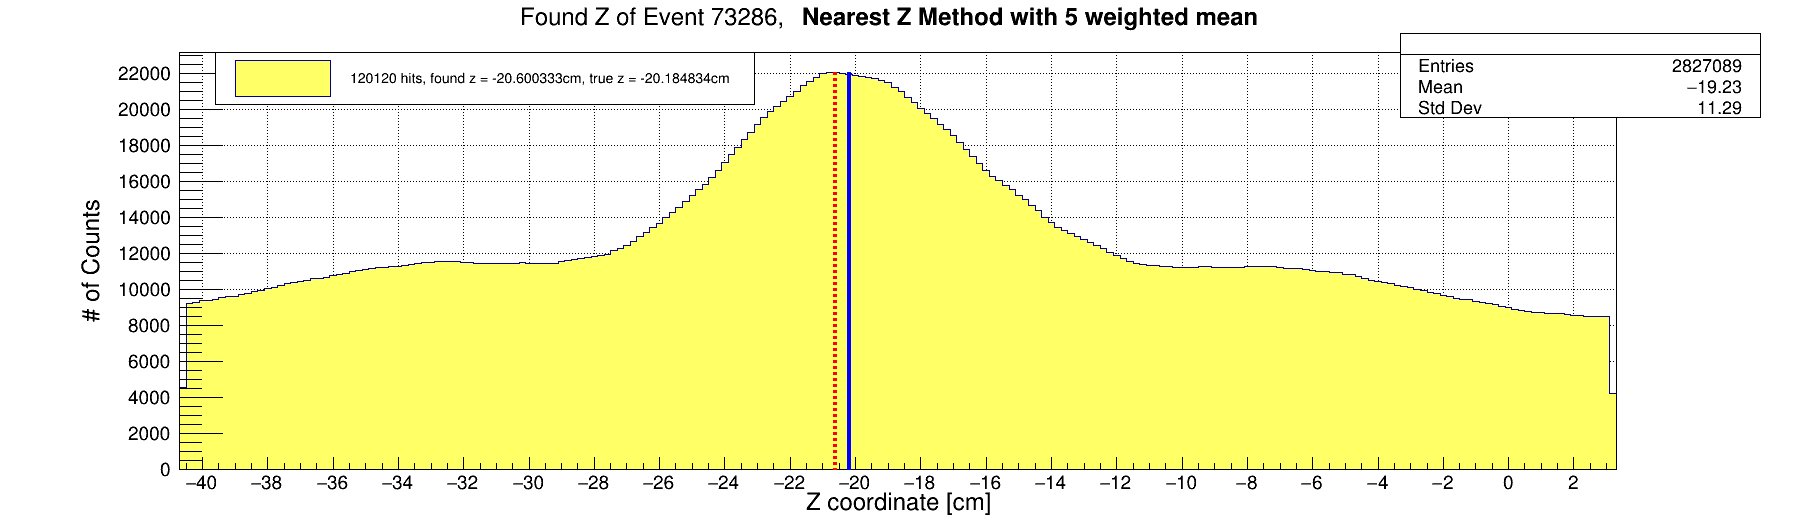 Found Z of Event 73286, Nearest Z Method with 5 weighted mean
120120 hits, found z = -20.600333cm, true z = -20.184834cm
Entries 2827089
Mean −19.23
Std Dev 11.29
# of Counts
22000
20000
18000
16000
14000
12000
10000
8000
6000
4000
2000
0
−40 −38 −36 −34 −32 −30 −28 −26 −24 −22 −20 −18 −16 −14 −12 −10 −8 −6 −4 −2 0 2
Z coordinate [cm]